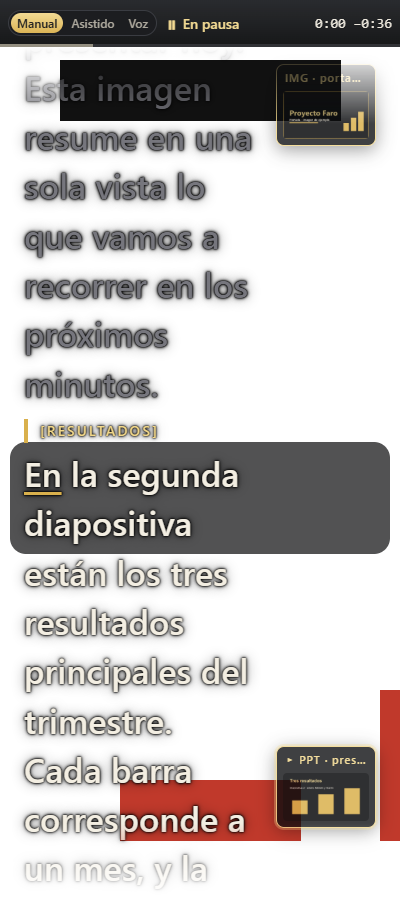 Manual Asistido Voz En pausa 0:00 −0:36
Esta imagen
IMG · porta…
Proyecto Faro
resume en una
sola vista lo
que vamos a
recorrer en los
próximos
minutos.
[RESULTADOS]
En la segunda
diapositiva
están los tres
resultados
principales del
trimestre.
Cada barra
► PPT · pres…
Tres resultados
corresponde a
un mes, y la